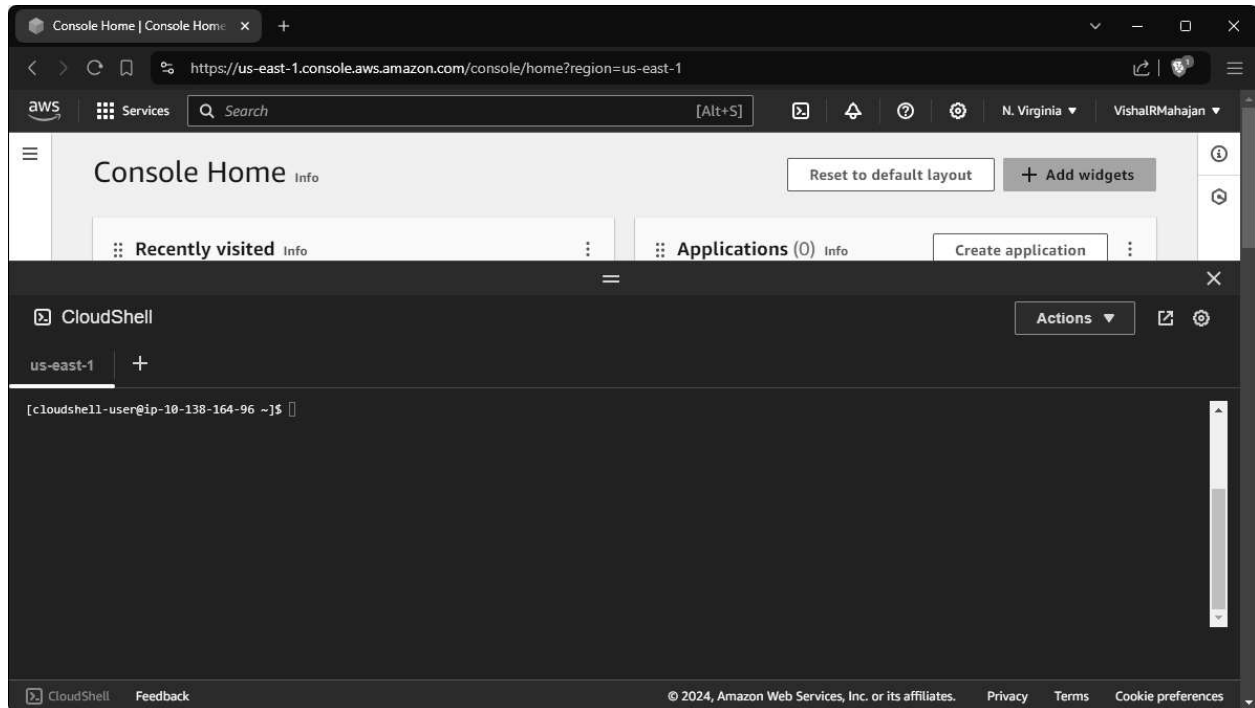 Console Home | Console Home
https://us-east-1.console.aws.amazon.com/console/home?region=us-east-1
aws Services Search [Alt+S] N. Virginia VishalRMahajan
Console Home Info Reset to default layout + Add widgets
Recently visited Info Applications (0) Info Create application
CloudShell Actions
us-east-1 +
[cloudshell-user@ip-10-138-164-96 ~]$
CloudShell Feedback © 2024, Amazon Web Services, Inc. or its affiliates. Privacy Terms Cookie preferences